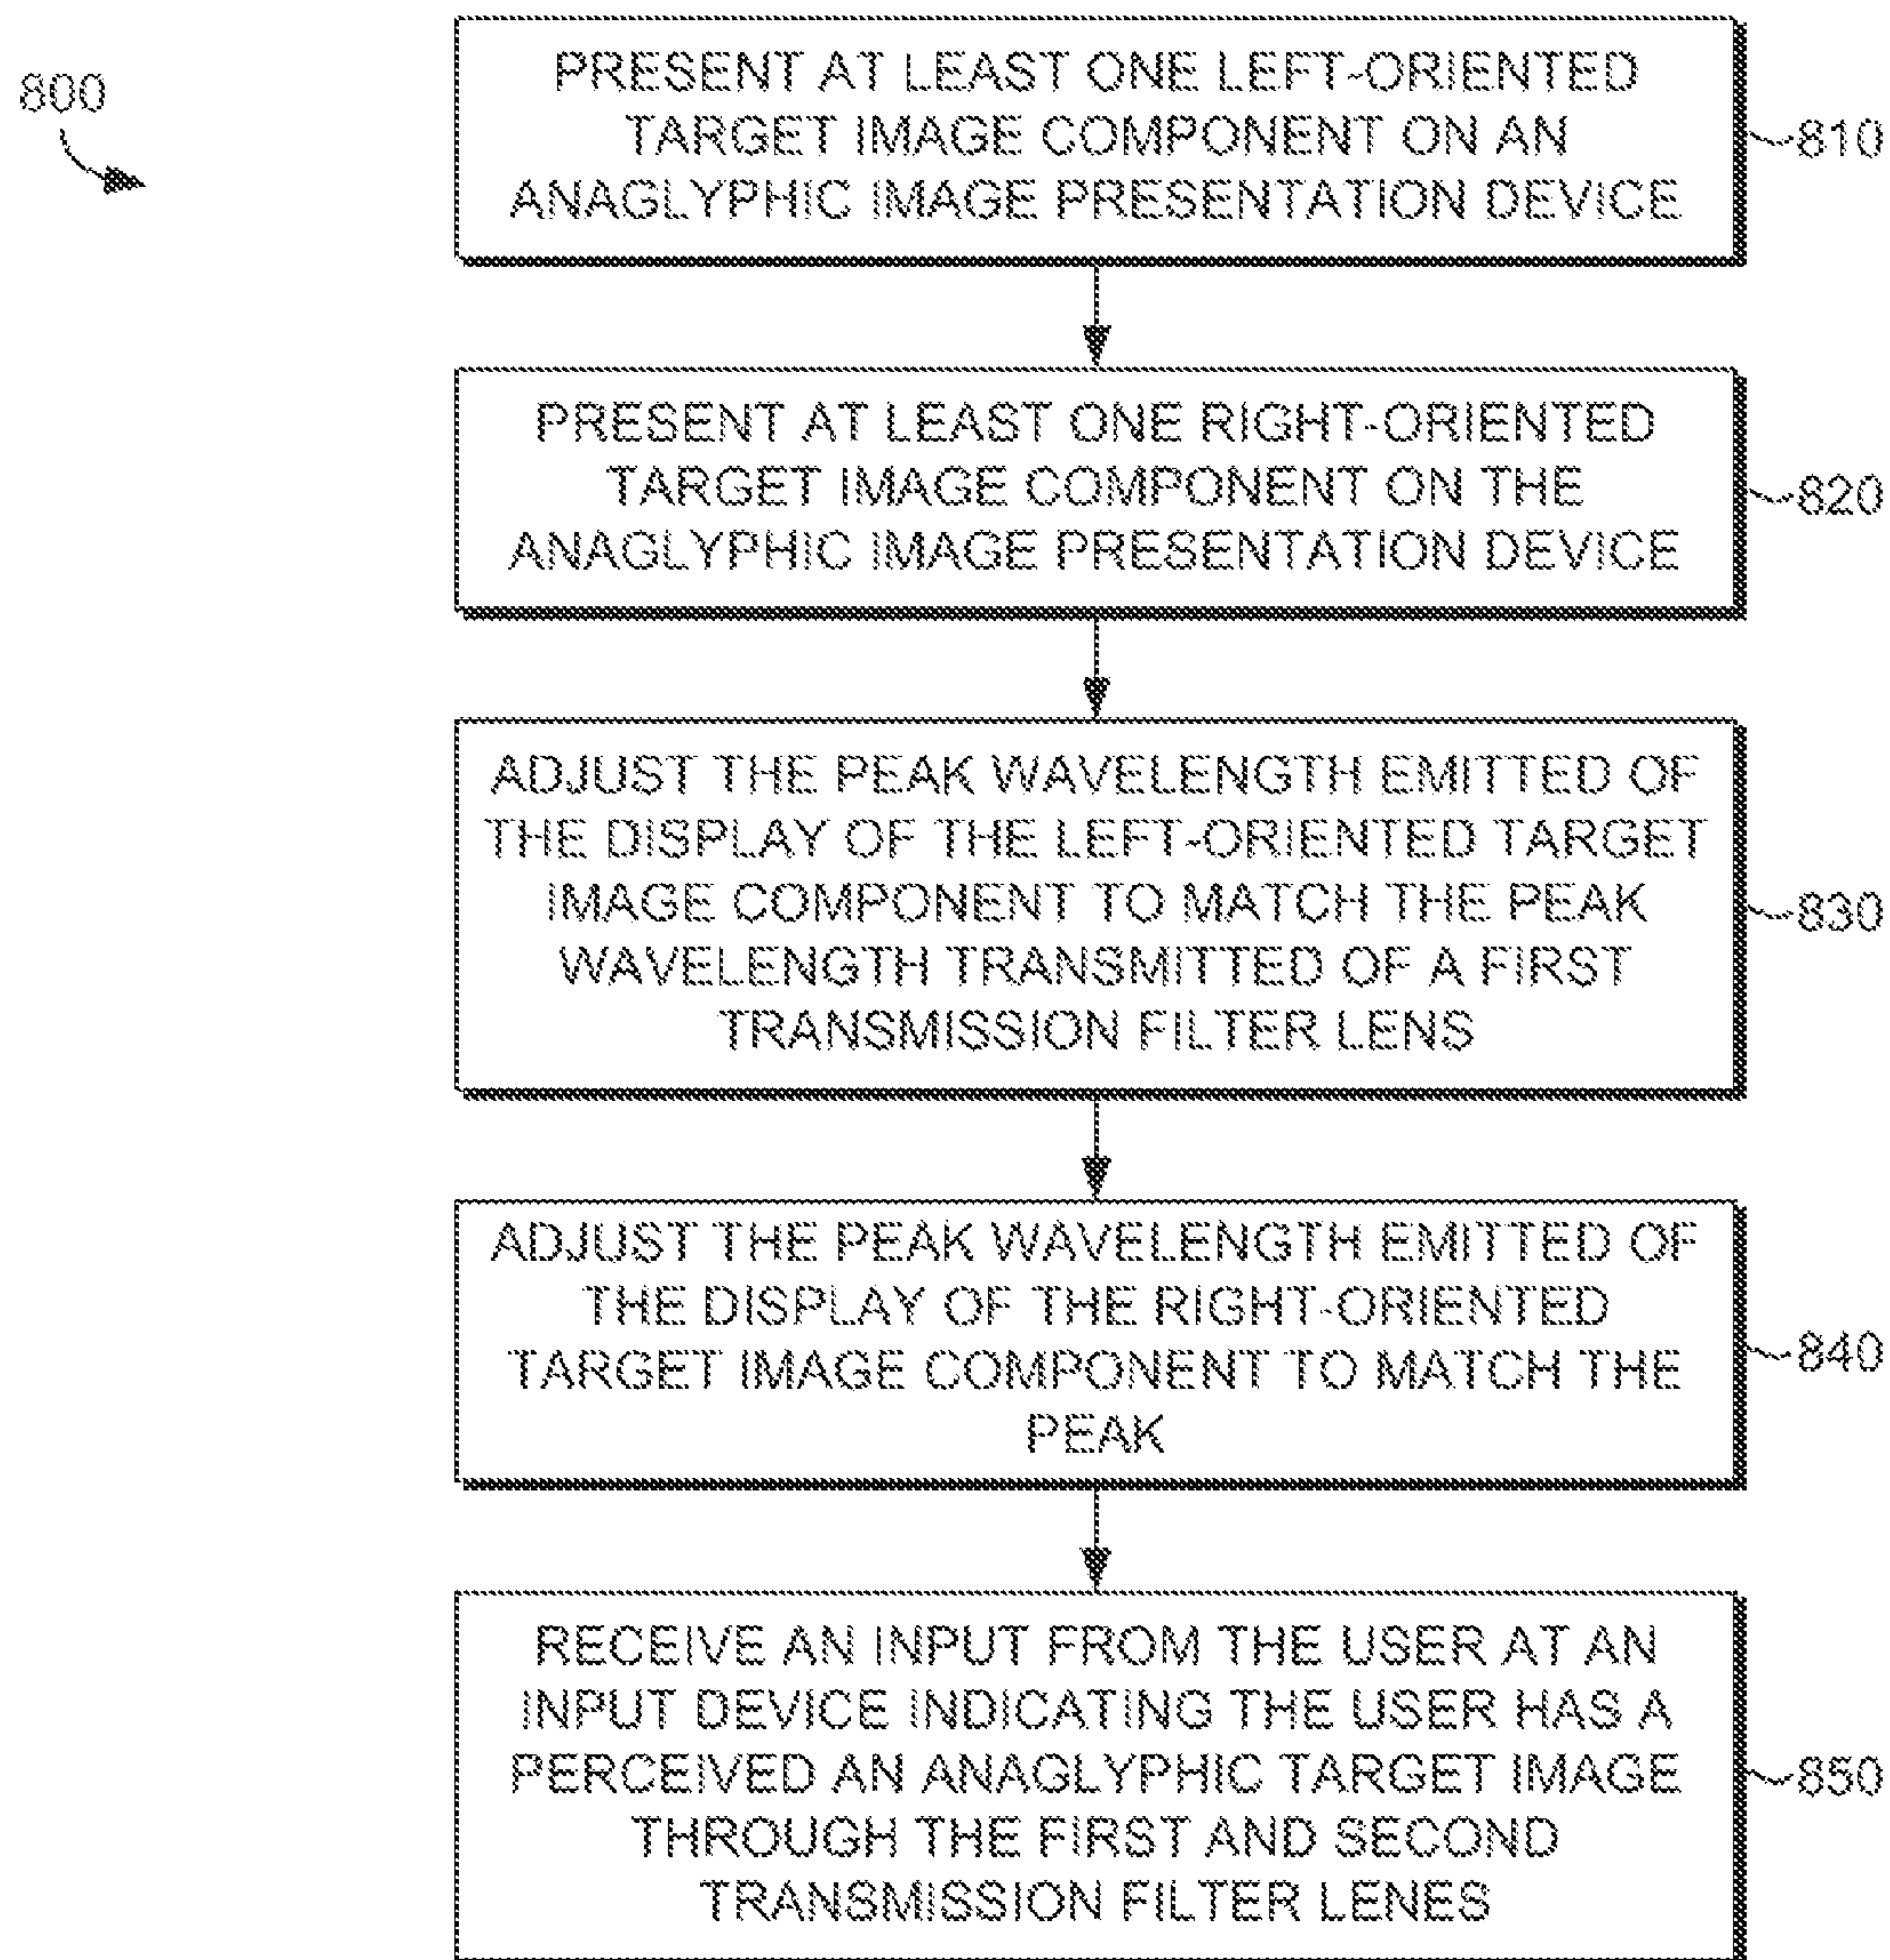 800
PRESENT AT LEAST ONE LEFT-ORIENTED
TARGET IMAGE COMPONENT ON AN
ANAGLYPHIC IMAGE PRESENTATION DEVICE
810
PRESENT AT LEAST ONE RIGHT-ORIENTED
TARGET IMAGE COMPONENT ON THE
ANAGLYPHIC IMAGE PRESENTATION DEVICE
820
ADJUST THE PEAK WAVELENGTH EMITTED OF
THE DISPLAY OF THE LEFT-ORIENTED TARGET
IMAGE COMPONENT TO MATCH THE PEAK
WAVELENGTH TRANSMITTED OF A FIRST
TRANSMISSION FILTER LENS
830
ADJUST THE PEAK WAVELENGTH EMITTED OF
THE DISPLAY OF THE RIGHT-ORIENTED
TARGET IMAGE COMPONENT TO MATCH THE
PEAK
840
RECEIVE AN INPUT FROM THE USER AT AN
INPUT DEVICE INDICATING THE USER HAS A
PERCEIVED AN ANAGLYPHIC TARGET IMAGE
THROUGH THE FIRST AND SECOND
TRANSMISSION FILTER LENES
850